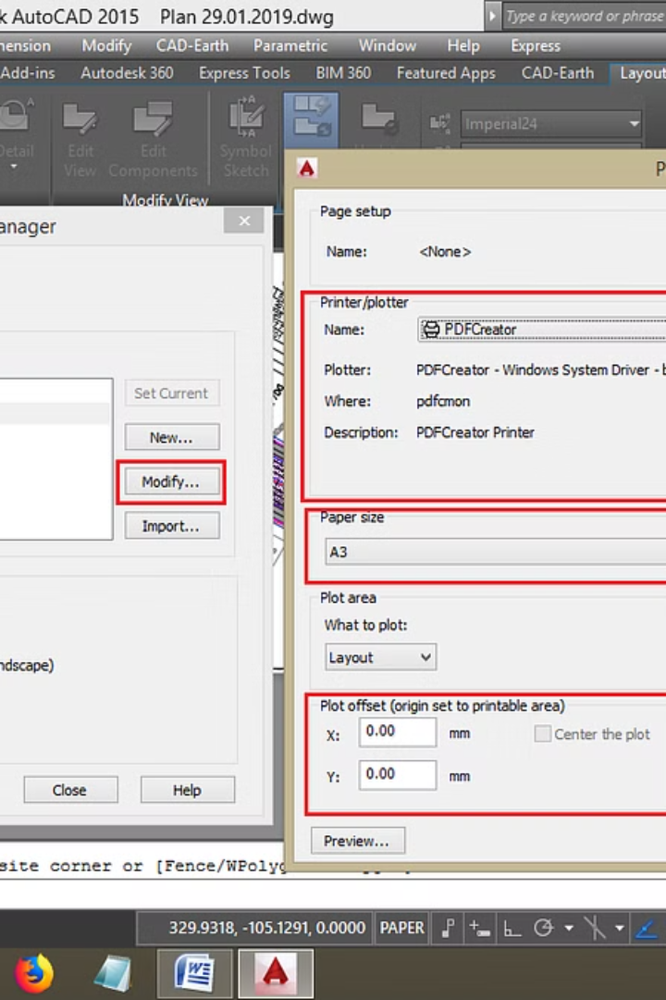 k AutoCAD 2015 Plan 29.01.2019.dwg
Type a keyword or phrase
mension Modify CAD-Earth Parametric Window Help Express
Add-ins Autodesk 360 Express Tools BIM 360 Featured Apps CAD-Earth Layou
Detail
Edit
View
Edit
Components
Symbol
Sketch
Imperial24
Modify View
anager
P
Page setup
Name: <None>
Printer/plotter
Name: PDFCreator
Plotter: PDFCreator - Windows System Driver - b
Where: pdfcmon
Description: PDFCreator Printer
Set Current
New...
Modify...
Import...
Paper size
A3
Plot area
What to plot:
Layout
ndscape)
Plot offset (origin set to printable area)
X: 0.00 mm
Center the plot
Y: 0.00 mm
Close Help
Preview...
site corner or [Fence/WPolyg
329.9318, -105.1291, 0.0000 PAPER